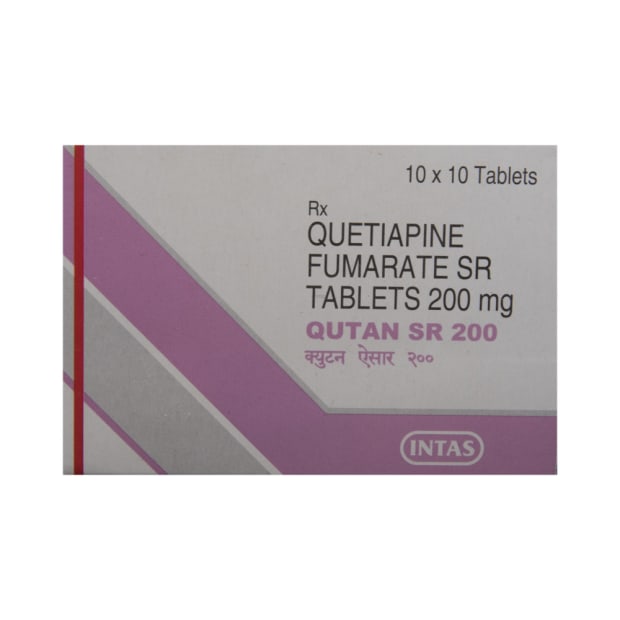 10 x 10 Tablets
Rx
QUETIAPINE
FUMARATE SR
TABLETS 200 mg
QUTAN SR 200
क्युटन ऐसार २००
INTAS